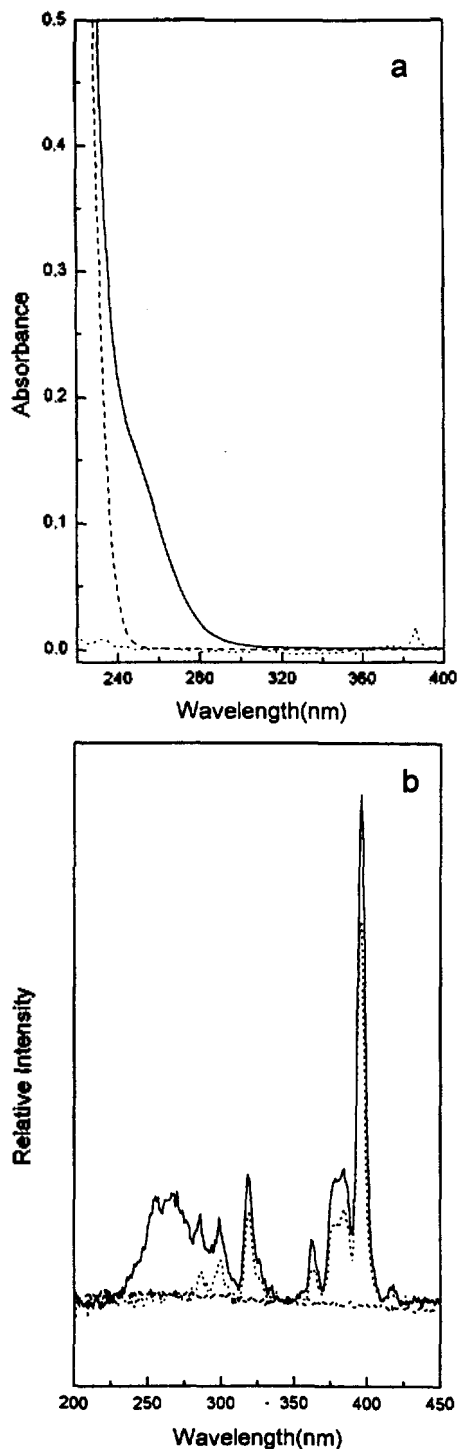 a
0.5
0.4
0.3
0.2
0.1
0.0
Absorbance
240 280 320 360 400
Wavelength(nm)
b
Relative Intensity
200 250 300 350 400 450
Wavelength(nm)